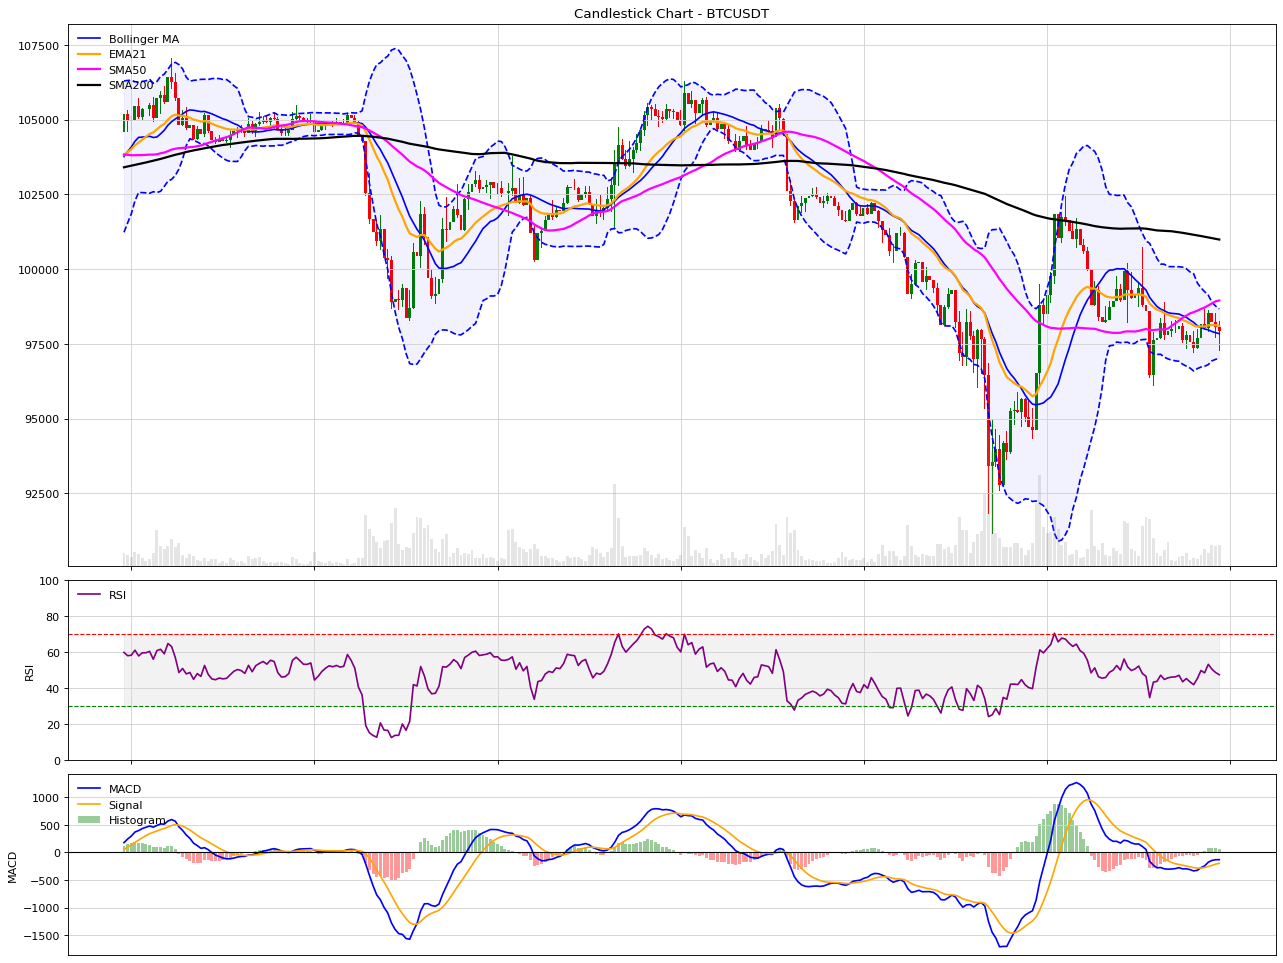 Candlestick Chart - BTCUSDT
Bollinger MA
EMA21
SMA50
SMA200
107500
105000
102500
100000
97500
95000
92500
RSI
100
80
60
40
20
0
RSI
MACD
Signal
Histogram
1000
500
0
−500
−1000
−1500
MACD